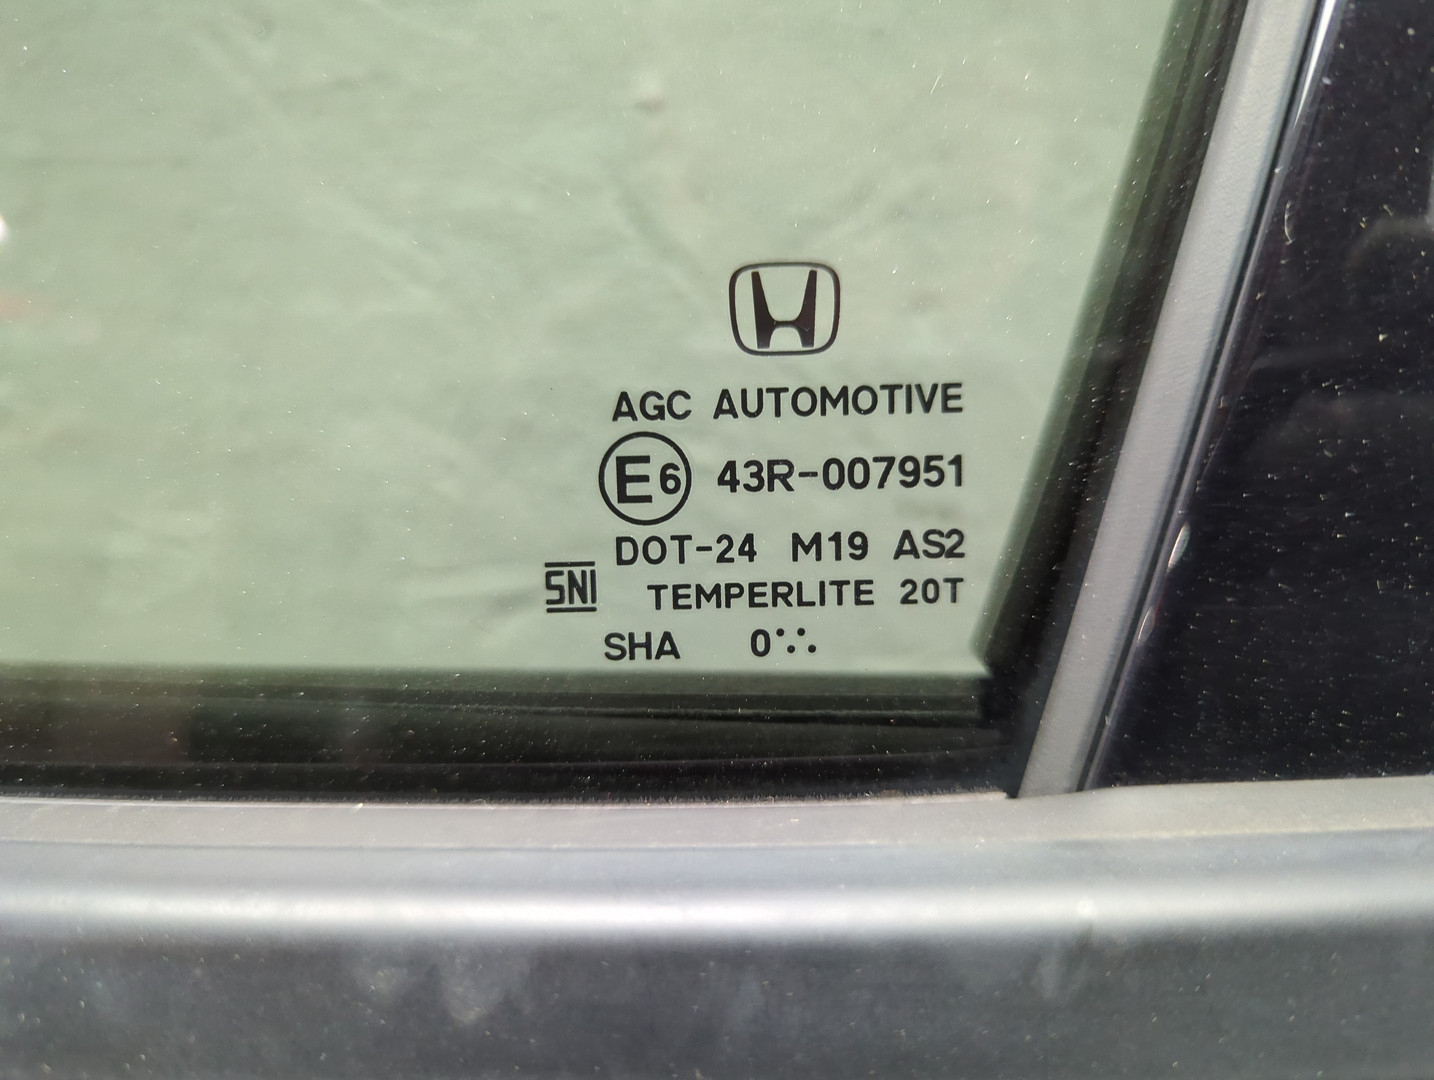 AGC AUTOMOTIVE
E6 43R-007951
DOT-24 M19 AS2
SNI TEMPERLITE 20T
SHA 0